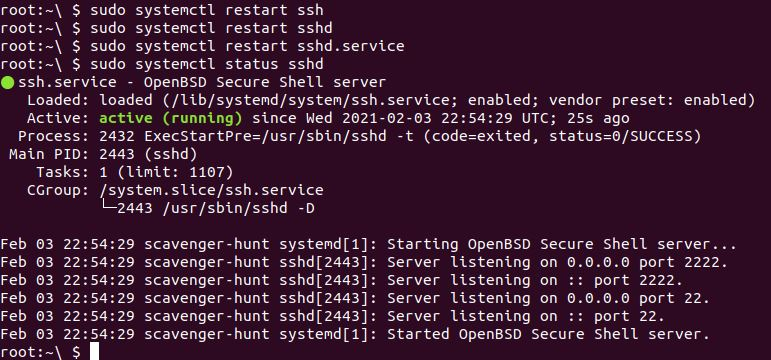 root:~\ $ sudo systemctl restart ssh
root:~\ $ sudo systemctl restart sshd
root:~\ $ sudo systemctl restart sshd.service
root:~\ $ sudo systemctl status sshd
● ssh.service - OpenBSD Secure Shell server
   Loaded: loaded (/lib/systemd/system/ssh.service; enabled; vendor preset: enabled)
   Active: active (running) since Wed 2021-02-03 22:54:29 UTC; 25s ago
  Process: 2432 ExecStartPre=/usr/sbin/sshd -t (code=exited, status=0/SUCCESS)
 Main PID: 2443 (sshd)
    Tasks: 1 (limit: 1107)
   CGroup: /system.slice/ssh.service
           └─2443 /usr/sbin/sshd -D

Feb 03 22:54:29 scavenger-hunt systemd[1]: Starting OpenBSD Secure Shell server...
Feb 03 22:54:29 scavenger-hunt sshd[2443]: Server listening on 0.0.0.0 port 2222.
Feb 03 22:54:29 scavenger-hunt sshd[2443]: Server listening on :: port 2222.
Feb 03 22:54:29 scavenger-hunt sshd[2443]: Server listening on 0.0.0.0 port 22.
Feb 03 22:54:29 scavenger-hunt sshd[2443]: Server listening on :: port 22.
Feb 03 22:54:29 scavenger-hunt systemd[1]: Started OpenBSD Secure Shell server.
root:~\ $